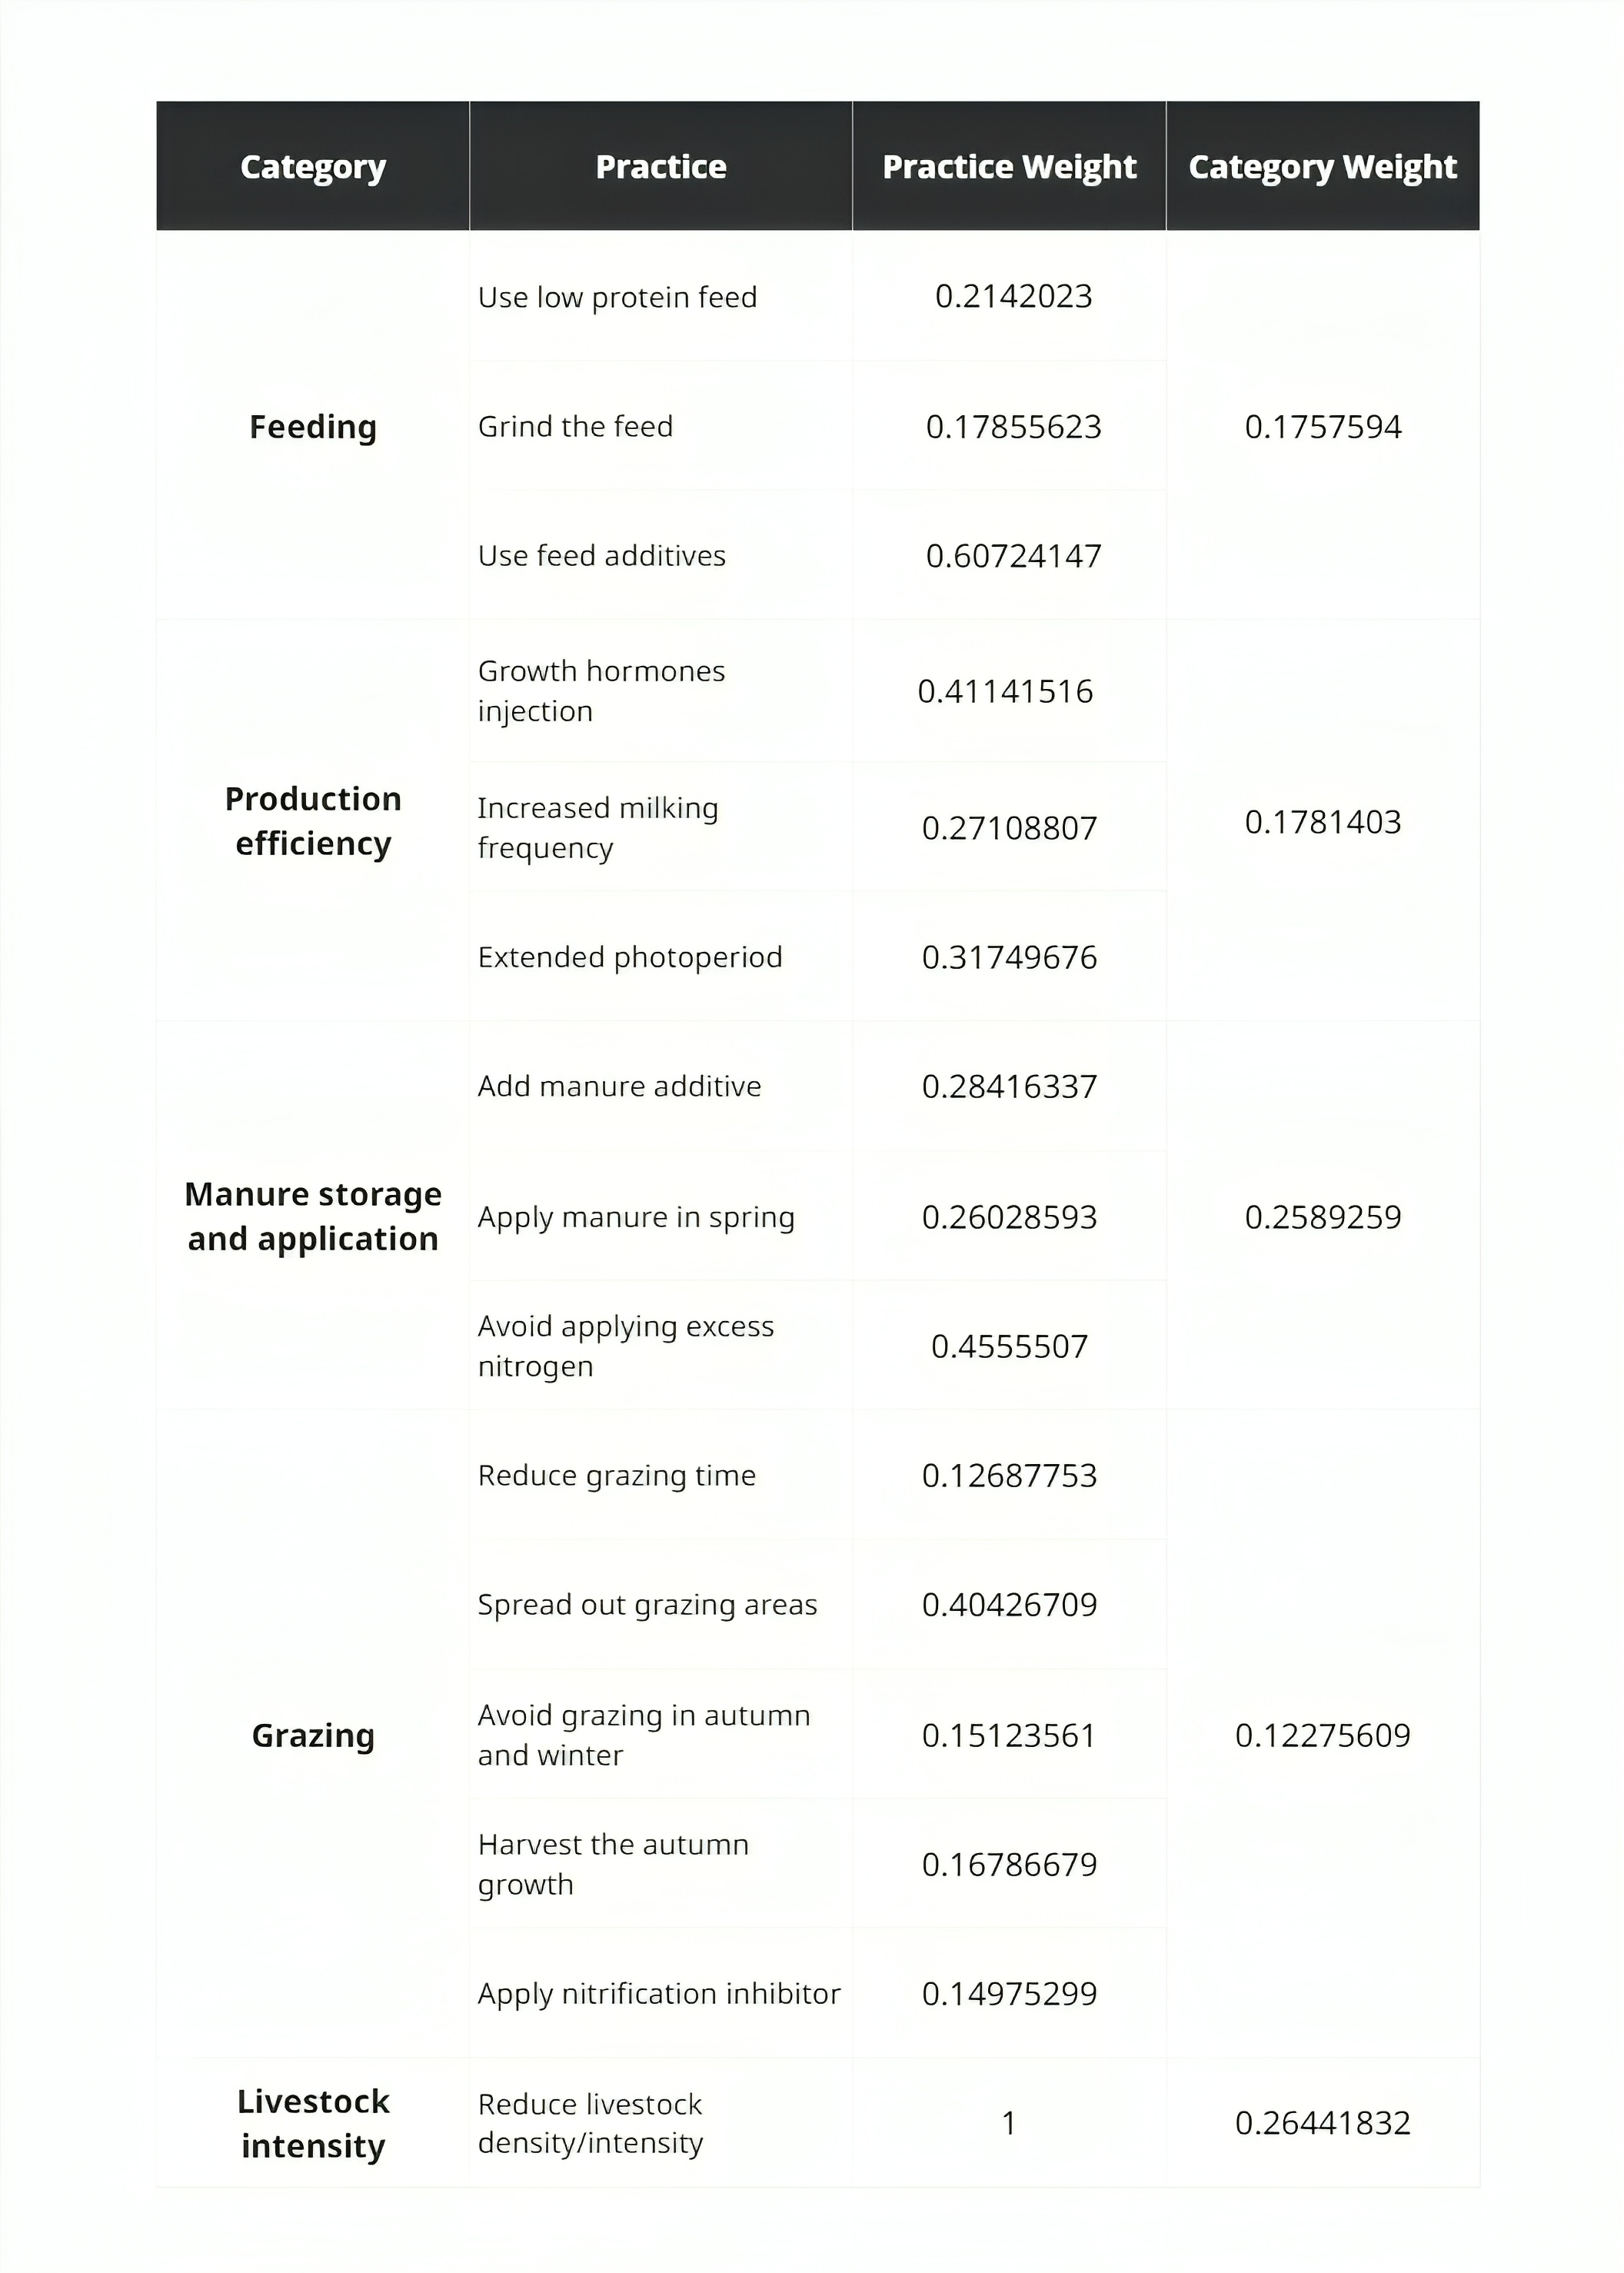 Category Practice Practice Weight Category Weight
Use low protein feed 0.2142023
Feeding Grind the feed 0.17855623 0.1757594
Use feed additives 0.60724147
Growth hormones
injection
0.41141516
Production
efficiency
Increased milking
frequency
0.27108807
0.1781403
Extended photoperiod 0.31749676
Add manure additive 0.28416337
Manure storage
and application
Apply manure in spring 0.26028593 0.2589259
Avoid applying excess
nitrogen
0.4555507
Reduce grazing time 0.12687753
Spread out grazing areas 0.40426709
Grazing
Avoid grazing in autumn
and winter
0.15123561 0.12275609
Harvest the autumn
growth
0.16786679
Apply nitrification inhibitor 0.14975299
Livestock
intensity
Reduce livestock
density/intensity
1 0.26441832